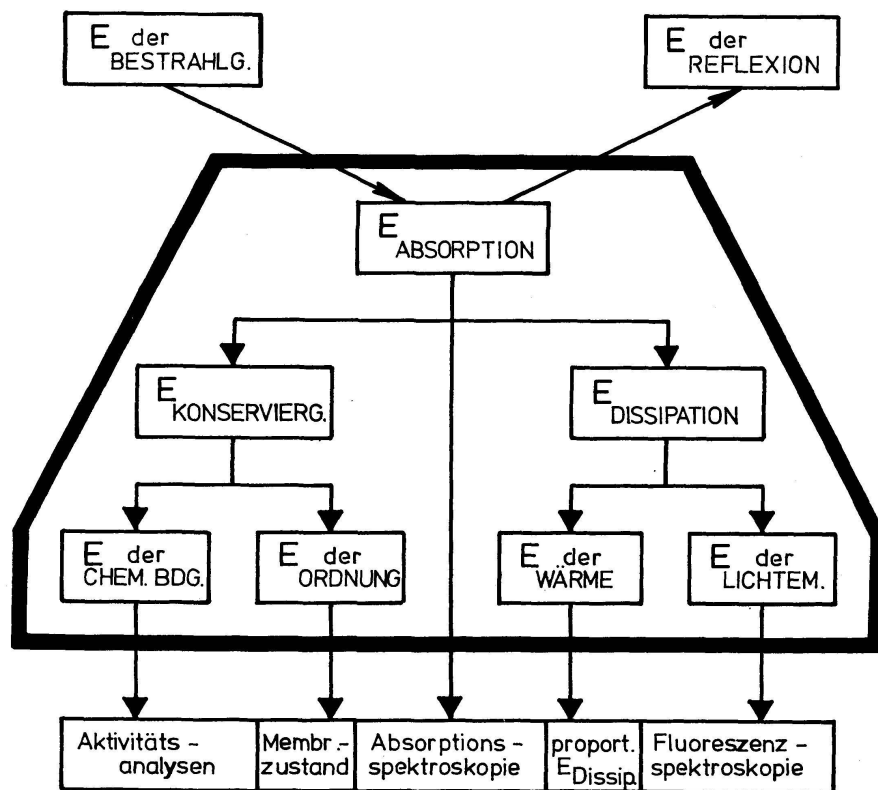 E der
BESTRAHLG.
E der
REFLEXION
E
ABSORPTION
E
KONSERVIERG.
E
DISSIPATION
E der
CHEM. BDG.
E der
ORDNUNG
E der
WÄRME
E der
LICHTEM.
Aktivitäts -
analysen
Membr.-
zustand
Absorptions -
spektroskopie
proport.
E Dissip.
Fluoreszenz -
spektroskopie